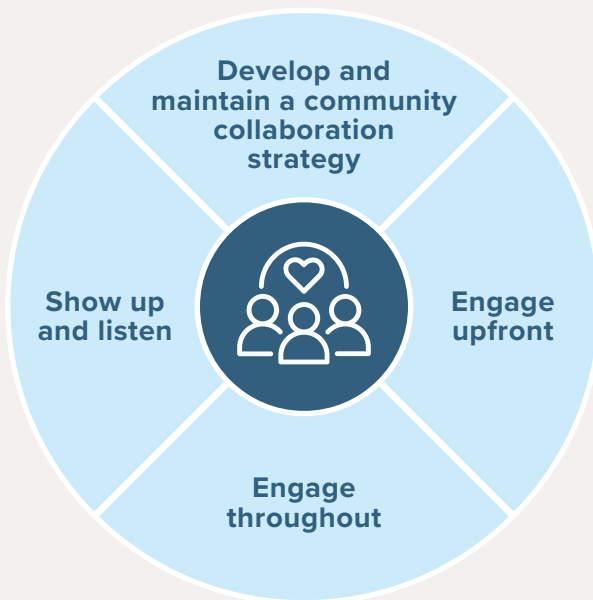 Develop and
maintain a community
collaboration
strategy
Show up
and listen
Engage
upfront
Engage
throughout